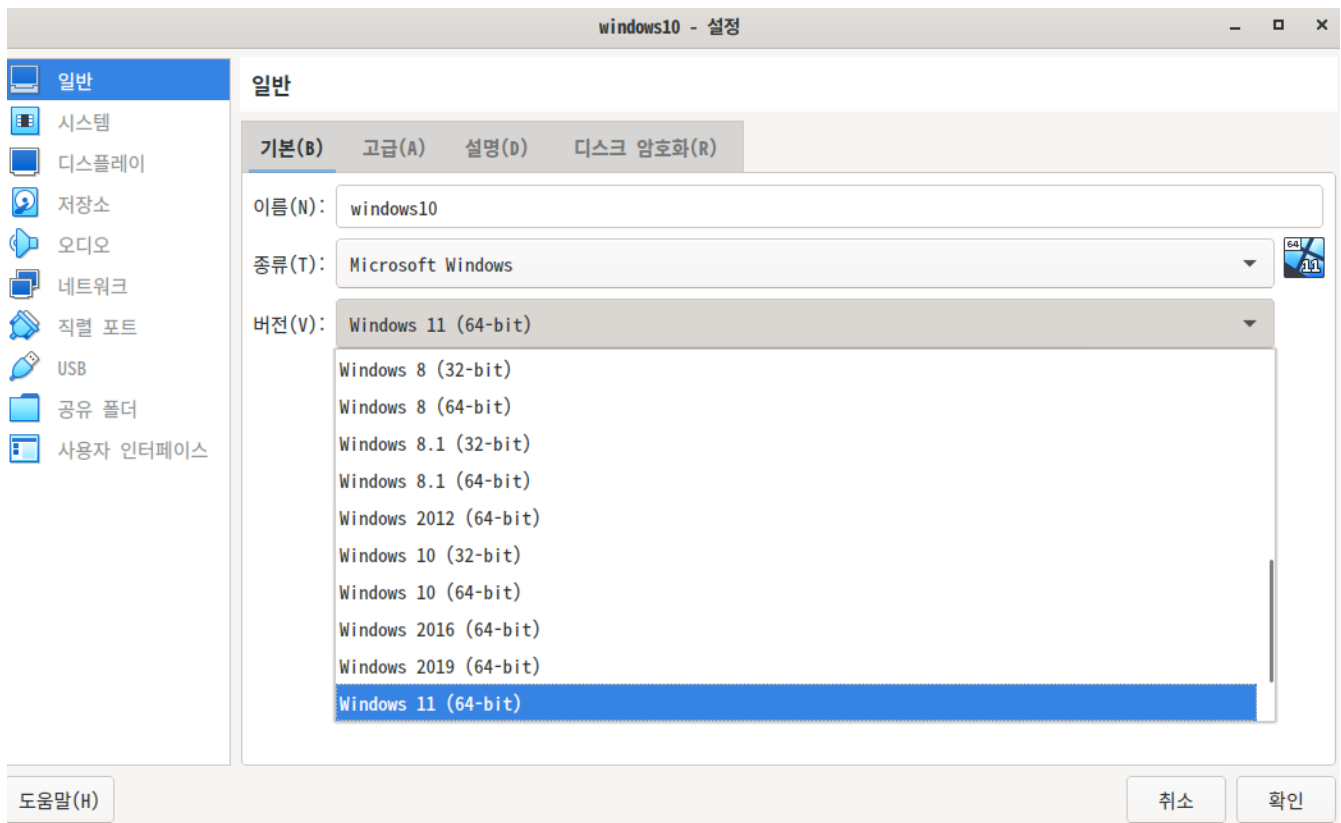 windows10 - 설정
일반
시스템
디스플레이
저장소
오디오
네트워크
직렬 포트
USB
공유 폴더
사용자 인터페이스
일반
기본(B) 고급(A) 설명(D) 디스크 암호화(R)
이름(N): windows10
종류(T): Microsoft Windows
64
11
버전(V): Windows 11 (64-bit)
Windows 8 (32-bit)
Windows 8 (64-bit)
Windows 8.1 (32-bit)
Windows 8.1 (64-bit)
Windows 2012 (64-bit)
Windows 10 (32-bit)
Windows 10 (64-bit)
Windows 2016 (64-bit)
Windows 2019 (64-bit)
Windows 11 (64-bit)
도움말(H) 취소 확인